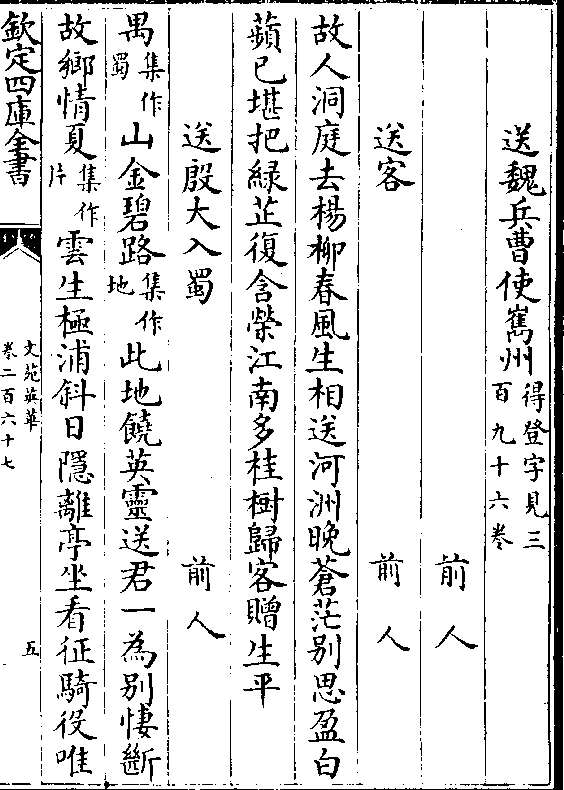 送魏兵曹使嶲州得登字見三百九十六卷
前人
送客 前人
故人洞庭去楊柳春風生相送河洲晚蒼茫别思盈白
蘋已堪把緑芷復含榮江南多桂樹歸客贈生平
送殷大入蜀 前人
禺集作蜀山金碧路集作地此地饒英靈送君一為别悽斷
故鄉情夏集作片雲生極浦斜日隱離亭坐看征騎役唯
欽定四庫全書
文苑英華
卷二百六十七
五